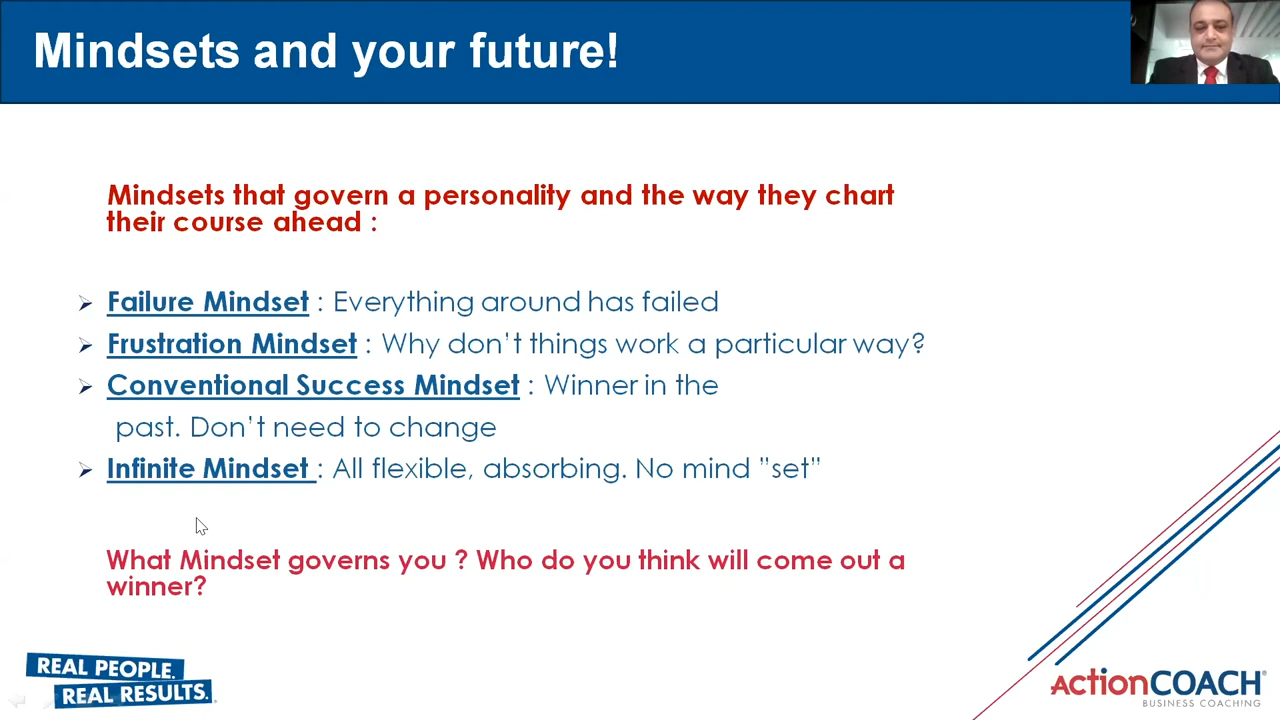 Mindsets and your future!
Mindsets that govern a personality and the way they chart
their course ahead :
Failure Mindset : Everything around has failed
Frustration Mindset : Why don't things work a particular way?
Conventional Success Mindset : Winner in the
past. Don't need to change
Infinite Mindset : All flexible, absorbing. No mind ”set”
What Mindset governs you ? Who do you think will come out a
winner?
REAL PEOPLE.
REAL RESULTS.
ActionCOACH®
BUSINESS COACHING